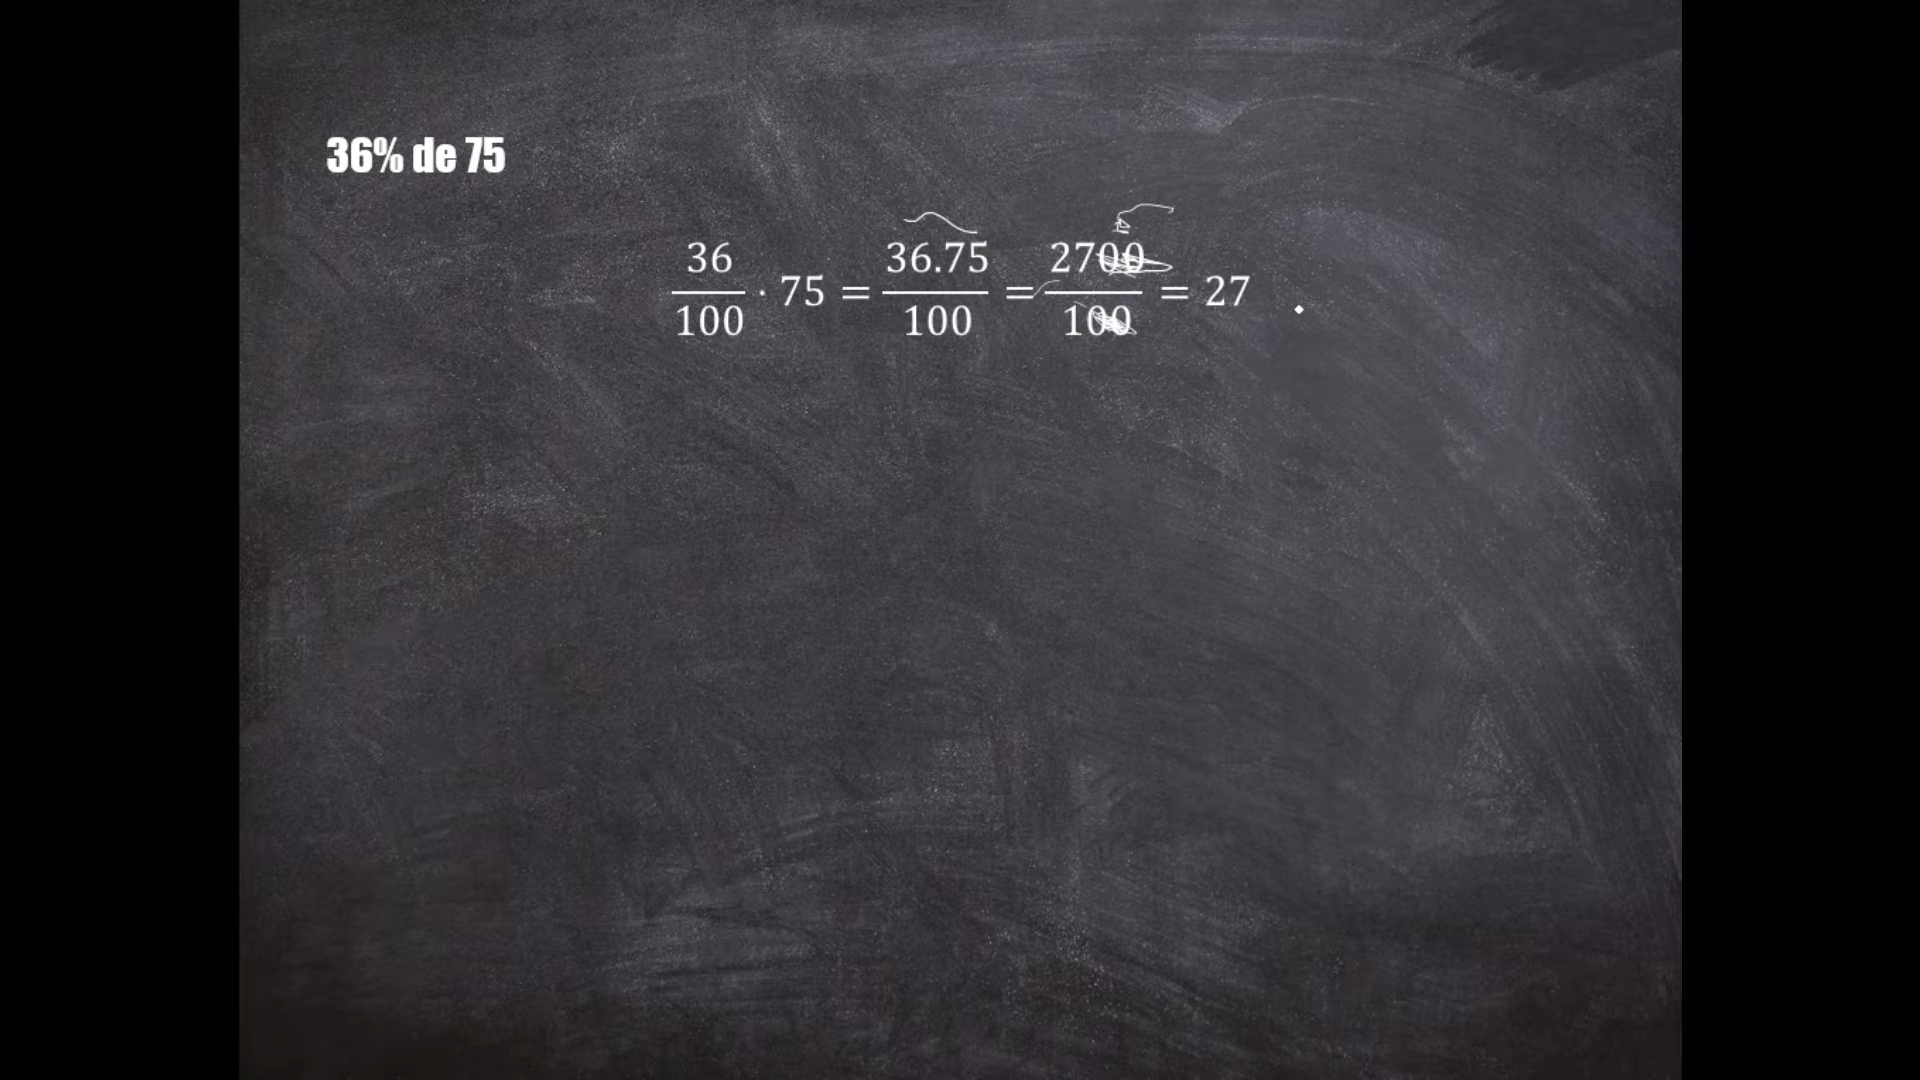 36% de 75
36/100 · 75 = 36.75/100 = 2700/100 = 27